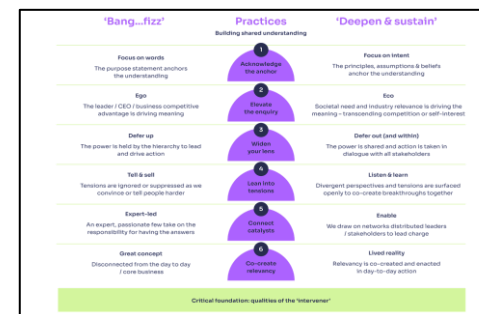 'Bang...fizz'
Practices
'Deepen & sustain'
Building shared understanding
Focus on words
The purpose statement anchors
the understanding
1
Acknowledge
the anchor
Focus on Intent
The principles, assumptions & beliefs
anchor the understanding
Ego
The leader / CEO / business competitive
advantage is driving meaning
2
Elevate
the enquiry
Eco
Societal need and industry relevance is driving the
meaning – transcending competition or self-interest
Defer up
The power is held by the hierarchy to lead
and drive action
3
Widen
your lens
Defer out (and within)
The power is shared and action is taken in
dialogue with all stakeholders
Tell & sell
Tensions are ignored or suppressed as we
convince or tell people harder
4
Lean into
tensions
Listen & learn
Divergent perspectives and tensions are surfaced
openly to co-create breakthroughs together
Expert-led
An expert, passionate few take on the
responsibility for having the answers
5
Connect
catalysts
Enable
We draw on networks distributed leaders
/ stakeholders to lead charge
Great concept
Disconnected from the day to day
/ core business
6
Co-create
relevancy
Lived reality
Relevancy is co-created and enacted
in day-to-day action
Critical foundation: qualities of the 'intervener'